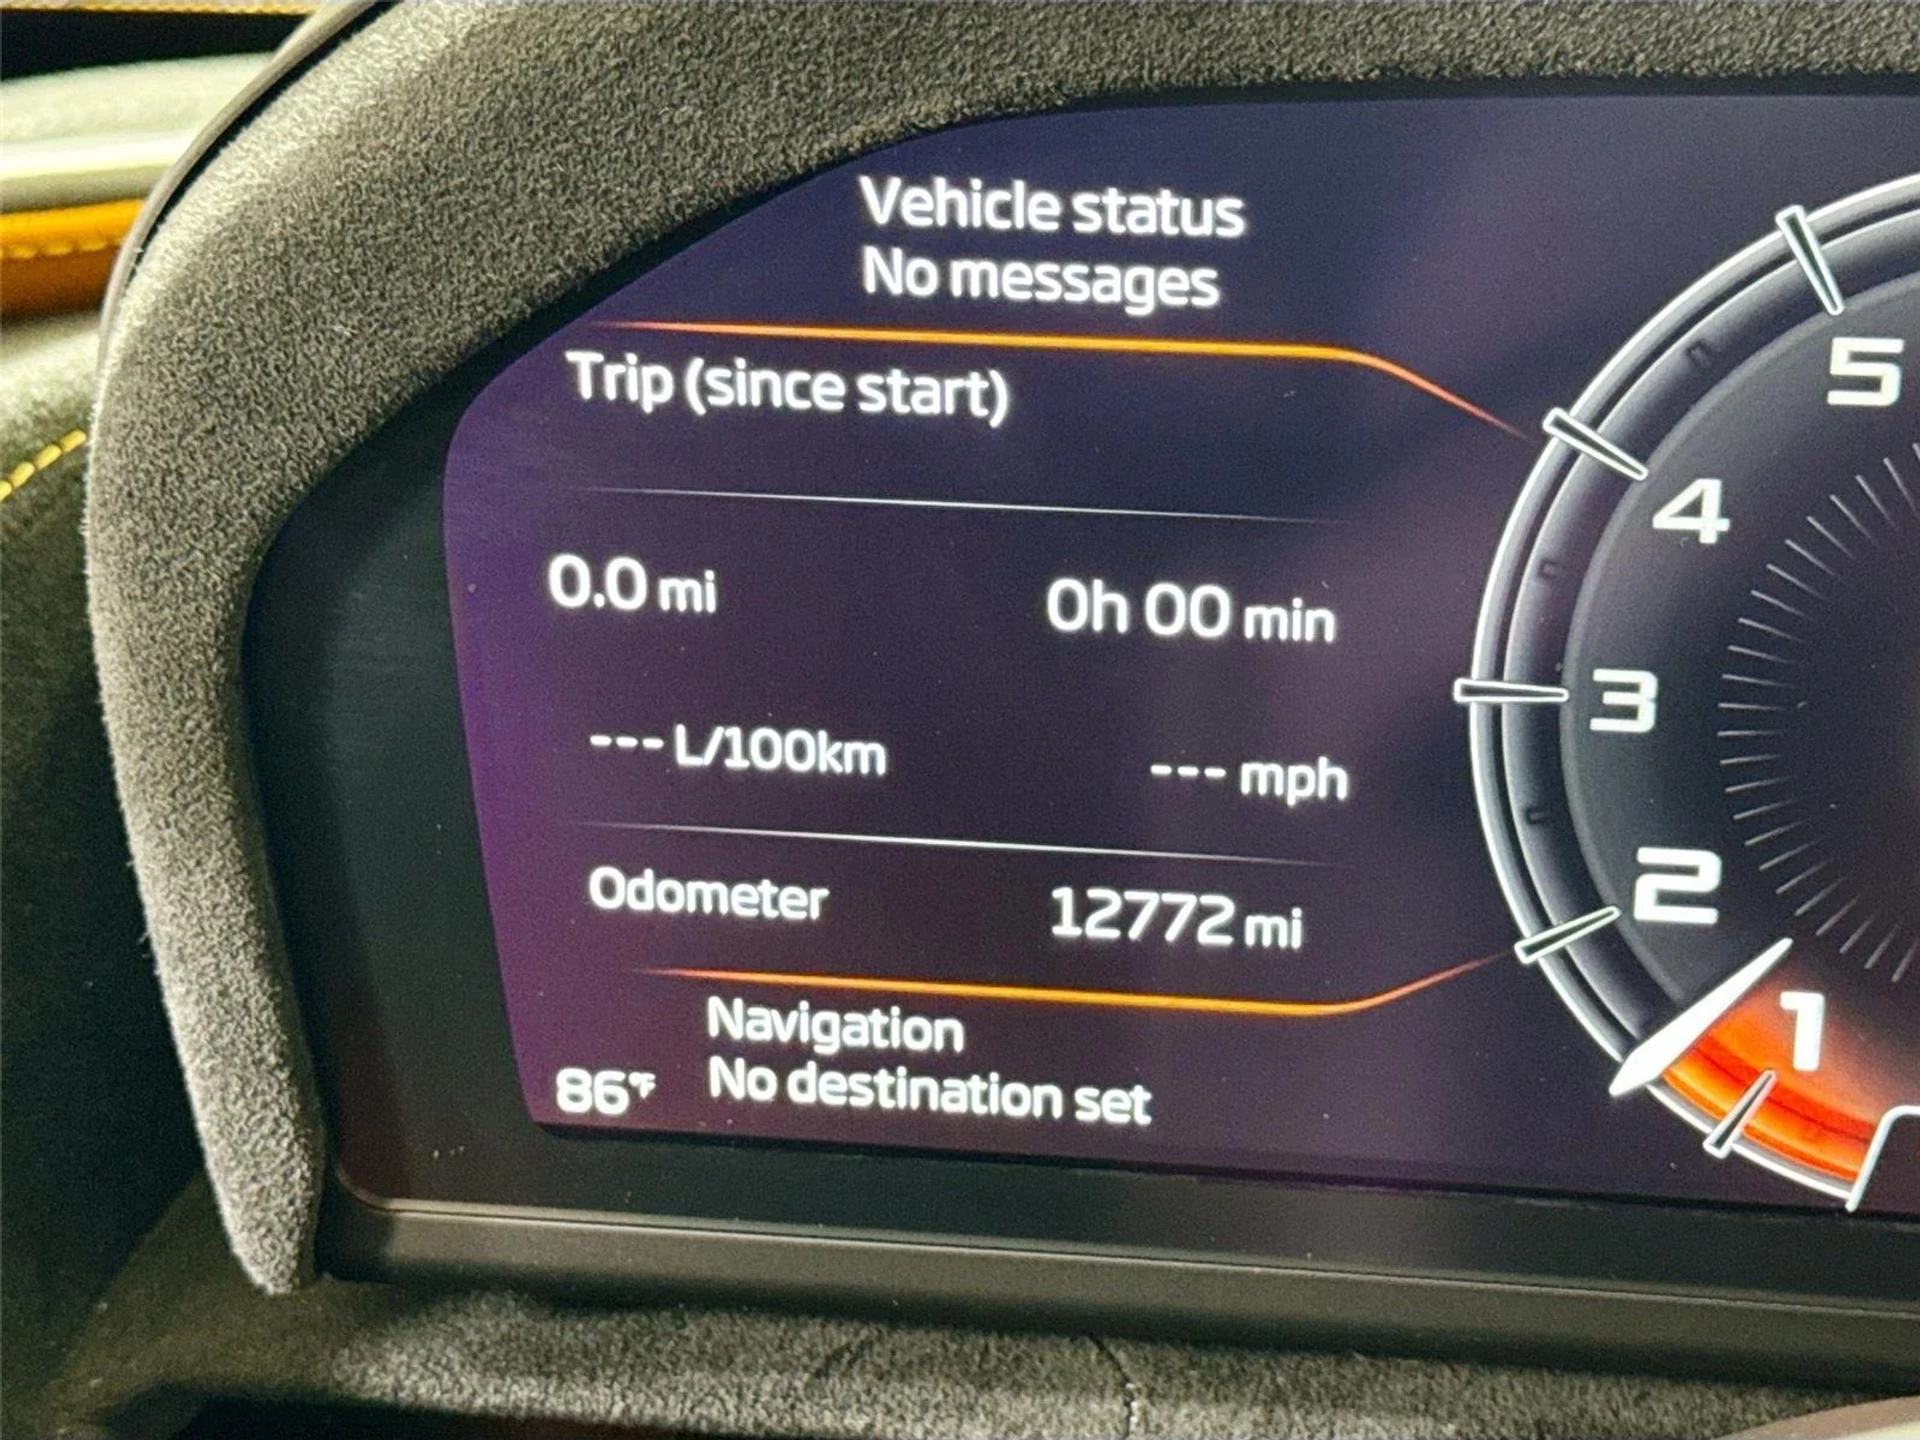 Vehicle status
No messages
Trip (since start)
0.0 mi 0h 00 min
--- L/100km --- mph
Odometer 12772 mi
Navigation
86°F No destination set
5
4
3
2
1